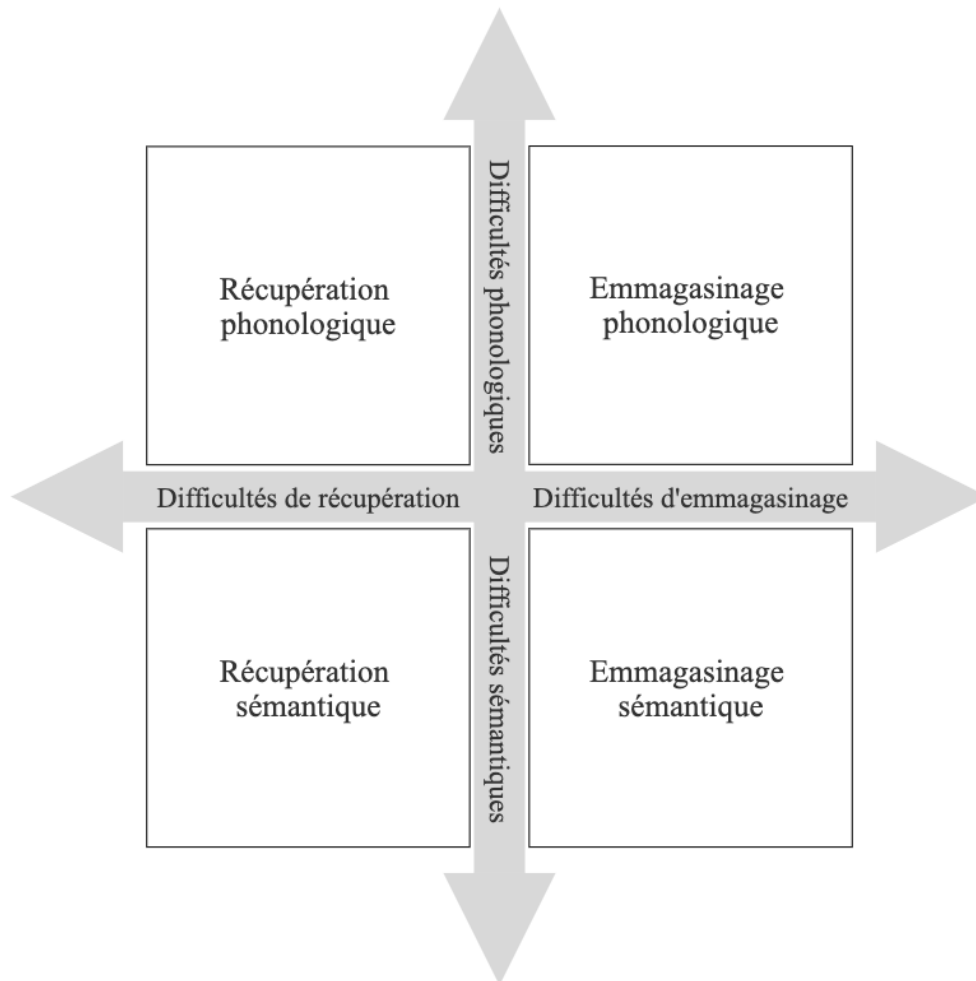 Difficultés phonologiques
Récupération
phonologique
Emmagasinage
phonologique
Difficultés de récupération
Difficultés d'emmagasinage
Récupération
sémantique
Emmagasinage
sémantique
Difficultés sémantiques